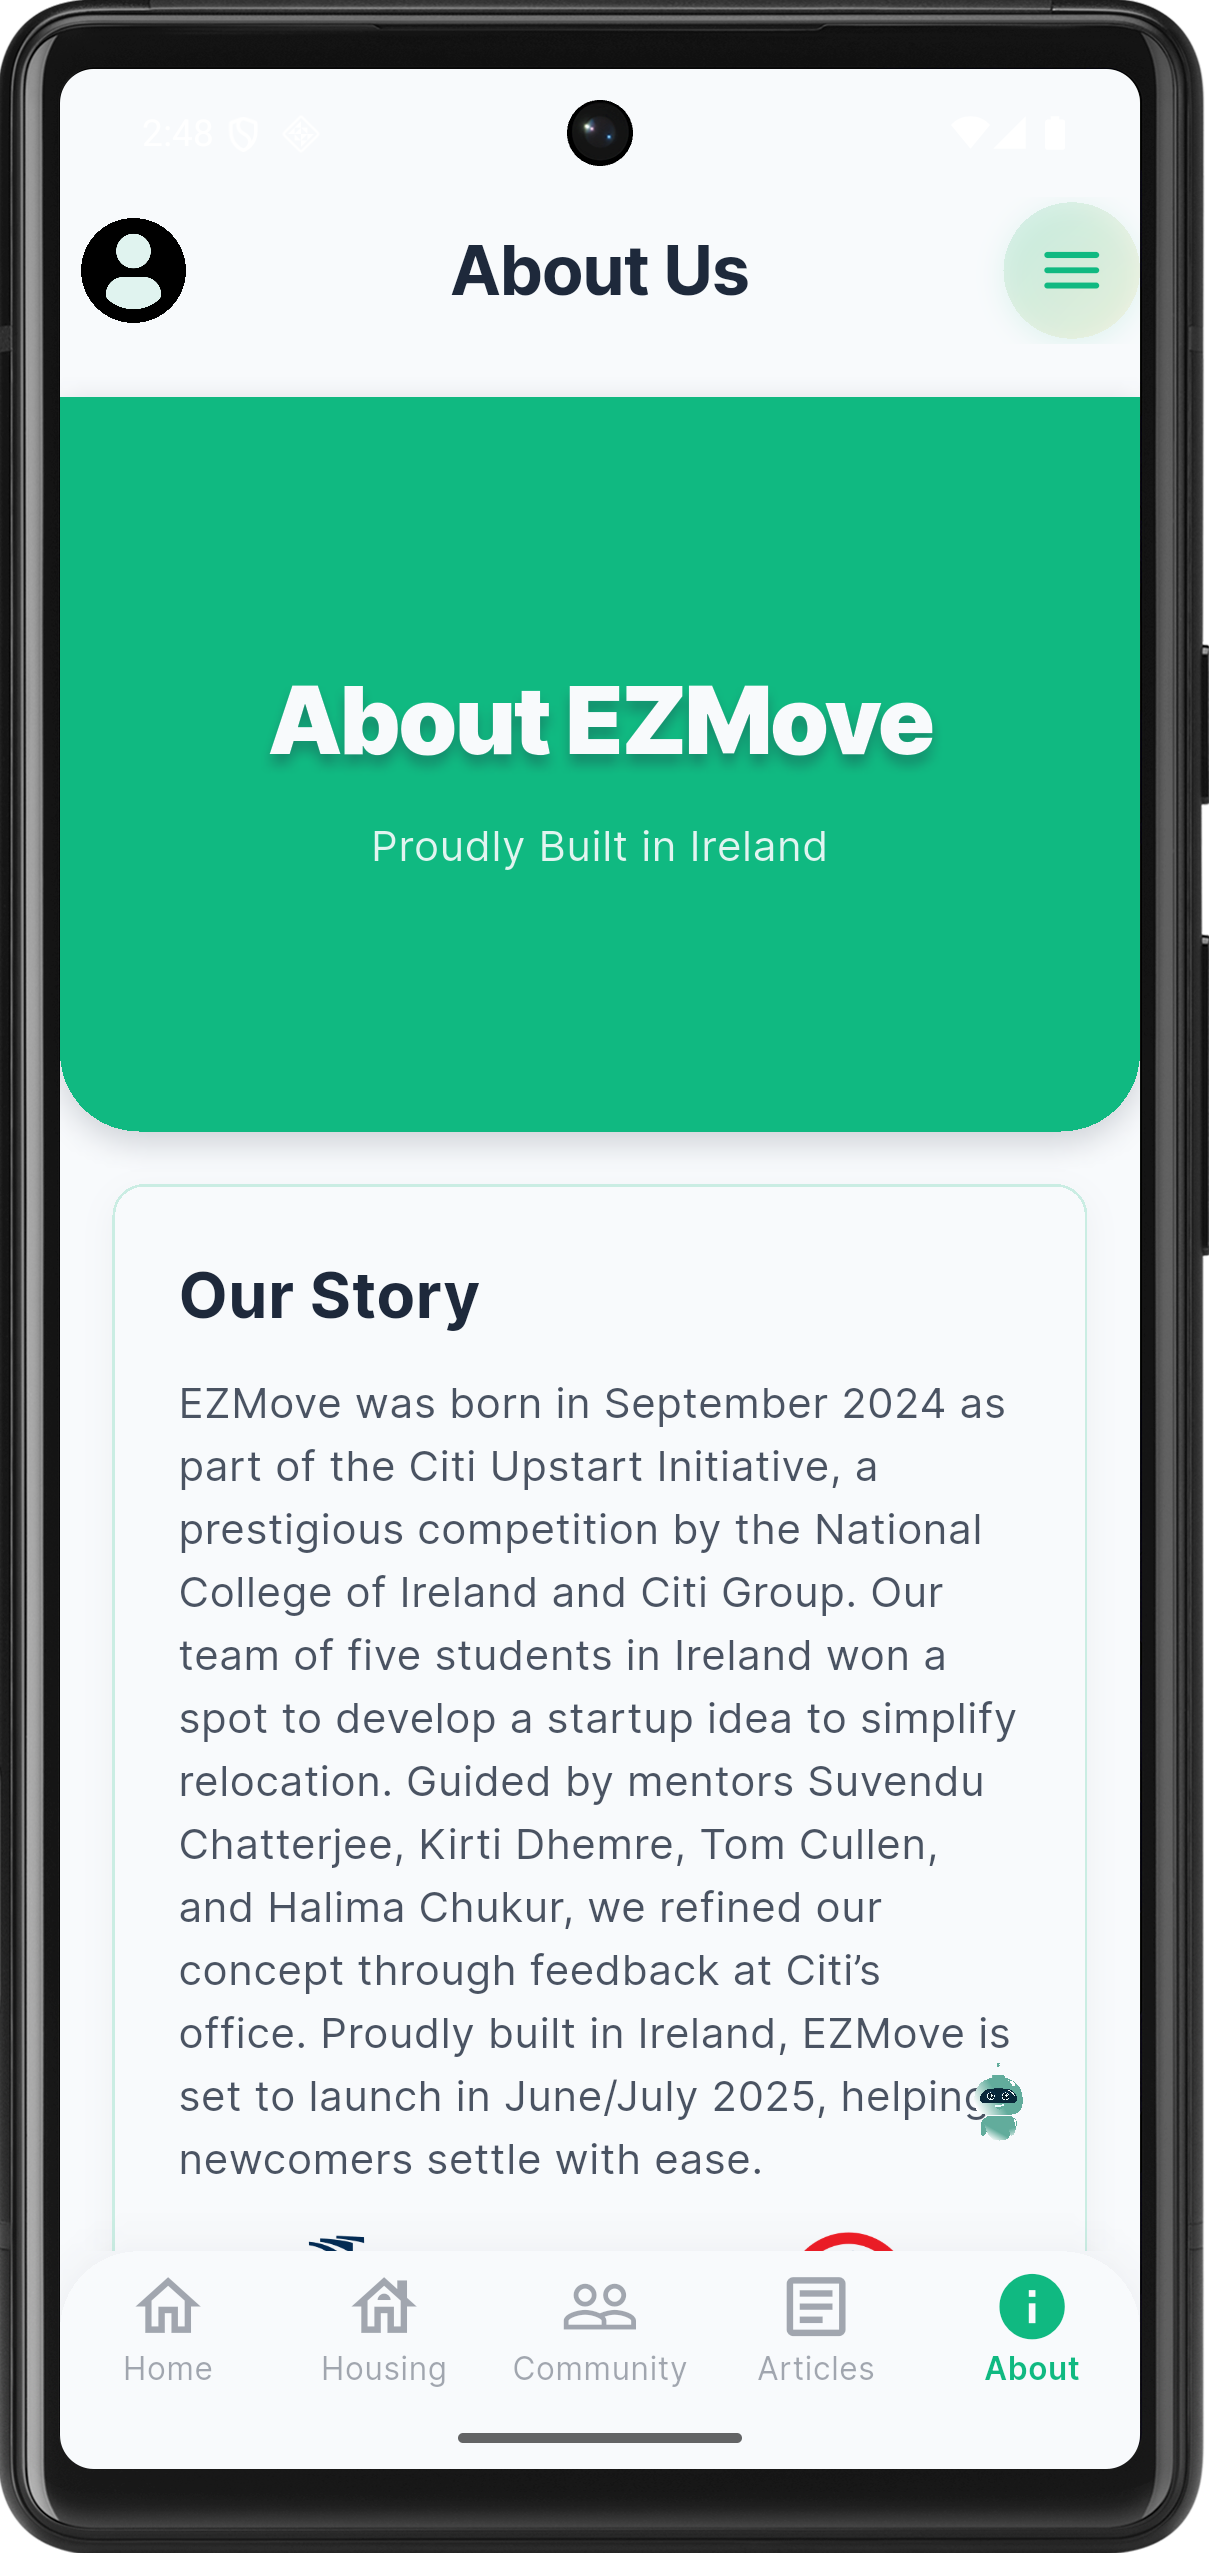 2:48
About Us
About EZMove
Proudly Built in Ireland
Our Story
EZMove was born in September 2024 as
part of the Citi Upstart Initiative, a
prestigious competition by the National
College of Ireland and Citi Group. Our
team of five students in Ireland won a
spot to develop a startup idea to simplify
relocation. Guided by mentors Suvendu
Chatterjee, Kirti Dhemre, Tom Cullen,
and Halima Chukur, we refined our
concept through feedback at Citi’s
office. Proudly built in Ireland, EZMove is
set to launch in June/July 2025, helping
newcomers settle with ease.
Home Housing Community Articles About